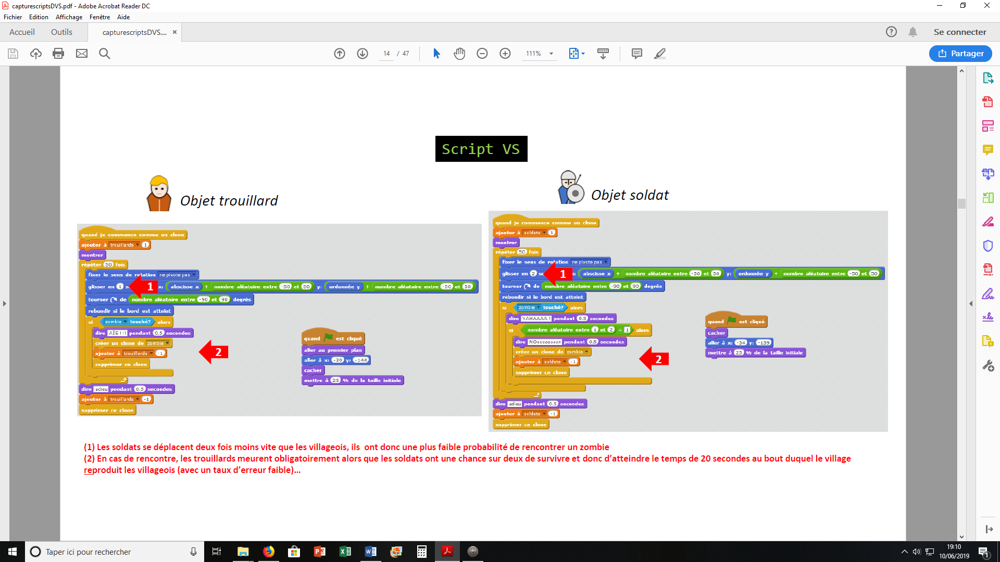 capturescriptsDVS.pdf - Adobe Acrobat Reader DC
Fichier Edition Affichage Fenêtre Aide
Accueil Outils capturescriptsDVS.... × Se connecter
14 / 47 111% Partager
Script VS
Objet trouillard
quand je commence comme un clone
ajouter à trouillards 1
montrer
répéter 50 fois
fixer le sens de rotation ne pivote pas
glisser en 1 x: abscisse x + nombre aléatoire entre -50 et 50 y: ordonnée y + nombre aléatoire entre -50 et 50
1
tourner de nombre aléatoire entre -90 et 90 degrés
rebondir si le bord est atteint
si zombie touché? alors
dire AÏE!!! pendant 0.5 secondes
créer un clone de zombie
ajouter à trouillards -1
2
supprimer ce clone
dire adieu pendant 0.5 secondes
ajouter à trouillards -1
supprimer ce clone
quand est cliqué
aller au premier plan
aller à x: -30 y: -144
cacher
mettre à 25 % de la taille initiale
Objet soldat
quand je commence comme un clone
ajouter à soldats 1
montrer
répéter 50 fois
fixer le sens de rotation ne pivote pas
glisser en 2 x: abscisse x + nombre aléatoire entre -50 et 50 y: ordonnée y + nombre aléatoire entre -50 et 50
1
tourner de nombre aléatoire entre -90 et 90 degrés
rebondir si le bord est atteint
si zombie touché? alors
dire YAHAAAA ! pendant 0.5 secondes
si nombre aléatoire entre 1 et 2 = 1 alors
dire pendant 0.5 secondes
créer un clone de zombie
ajouter à soldats -1
2
supprimer ce clone
dire adieu pendant 0.5 secondes
ajouter à soldats -1
supprimer ce clone
quand est cliqué
cacher
aller à x: -34 y: -139
mettre à 25 % de la taille initiale
(1) Les soldats se déplacent deux fois moins vite que les villageois, ils ont donc une plus faible probabilité de rencontrer un zombie
(2) En cas de rencontre, les trouillards meurent obligatoirement alors que les soldats ont une chance sur deux de survive et donc d'atteindre le temps de 20 secondes au bout duquel le village
reproduit les villageois (avec un taux d'erreur faible)...
Taper ici pour rechercher
19:10
10/06/2019
1